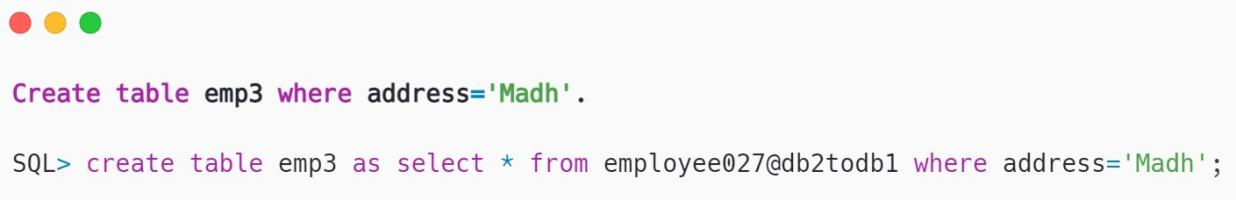 Create table emp3 where address='Madh'.
SQL> create table emp3 as select * from employee027@db2todb1 where address='Madh';